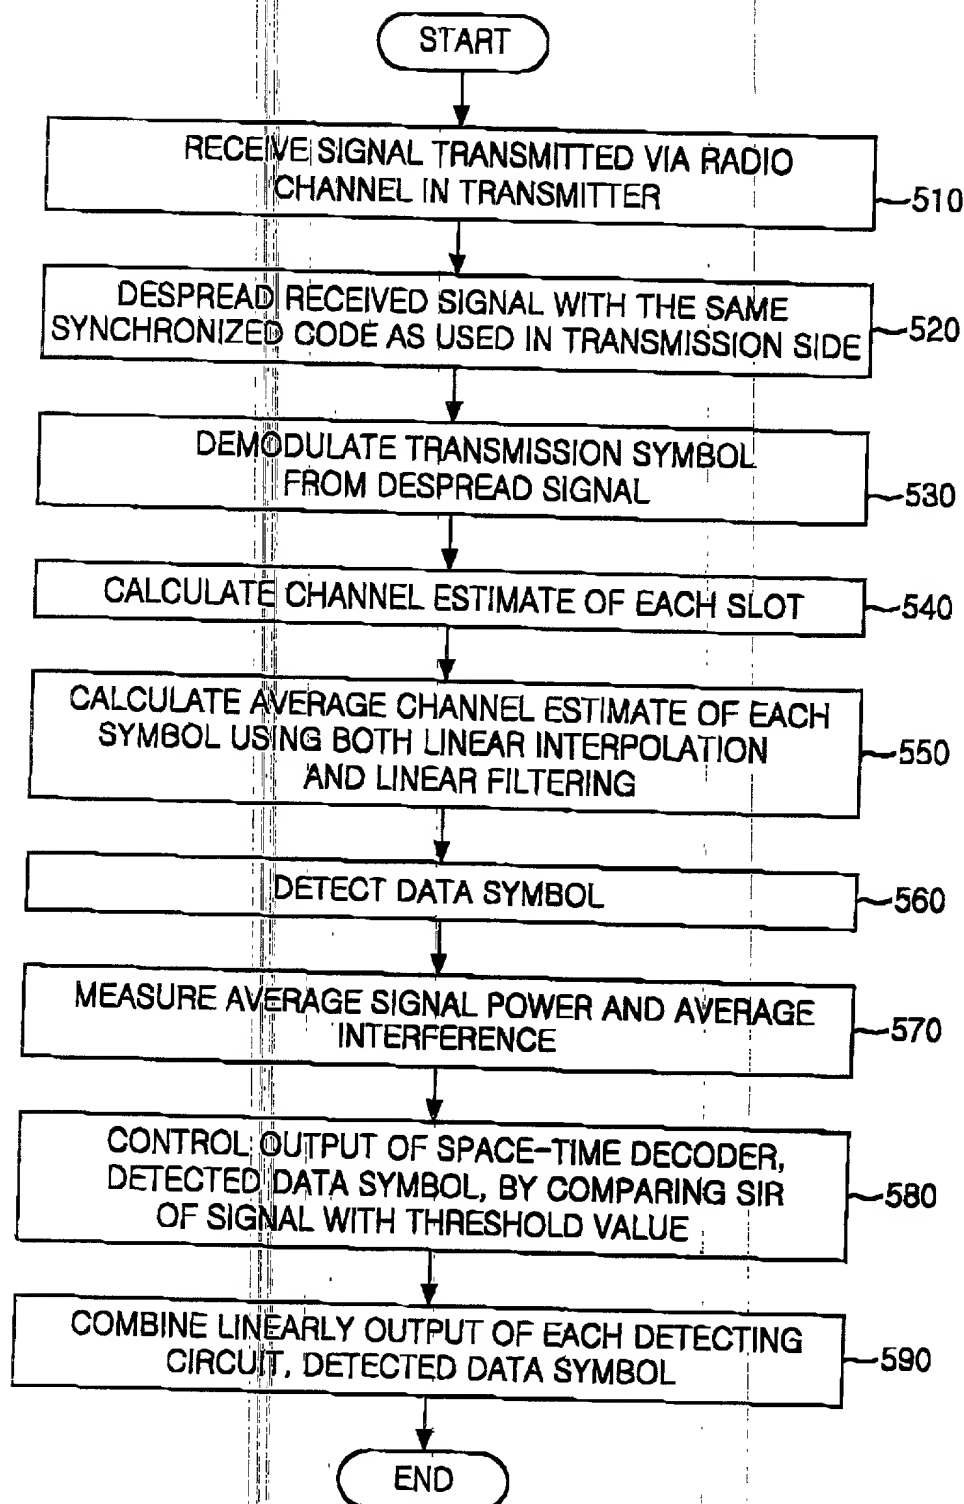 START
RECEIVE SIGNAL TRANSMITTED VIA RADIO
CHANNEL IN TRANSMITTER
510
DESPREAD RECEIVED SIGNAL WITH THE SAME
SYNCHRONIZED CODE AS USED IN TRANSMISSION SIDE
520
DEMODULATE TRANSMISSION SYMBOL
FROM DESPREAD SIGNAL
530
CALCULATE CHANNEL ESTIMATE OF EACH SLOT
540
CALCULATE AVERAGE CHANNEL ESTIMATE OF EACH
SYMBOL USING BOTH LINEAR INTERPOLATION
AND LINEAR FILTERING
550
DETECT DATA SYMBOL
560
MEASURE AVERAGE SIGNAL POWER AND AVERAGE
INTERFERENCE
570
CONTROL OUTPUT OF SPACE-TIME DECODER,
DETECTED DATA SYMBOL, BY COMPARING SIR
OF SIGNAL WITH THRESHOLD VALUE
580
COMBINE LINEARLY OUTPUT OF EACH DETECTING
CIRCUIT, DETECTED DATA SYMBOL
590
END